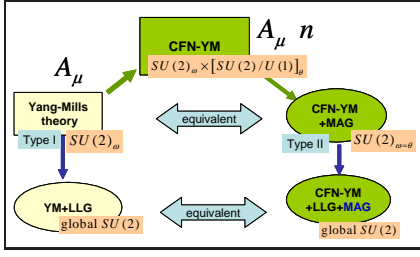 A_μ n
CFN-YM
SU(2)_ω×[SU(2)/U(1)]_θ
A_μ
Yang-Mills
theory
Type I SU(2)_ω
equivalent
CFN-YM
+MAG
Type II SU(2)_ω=θ
YM+LLG
global SU(2)
equivalent
CFN-YM
+LLG+MAG
global SU(2)